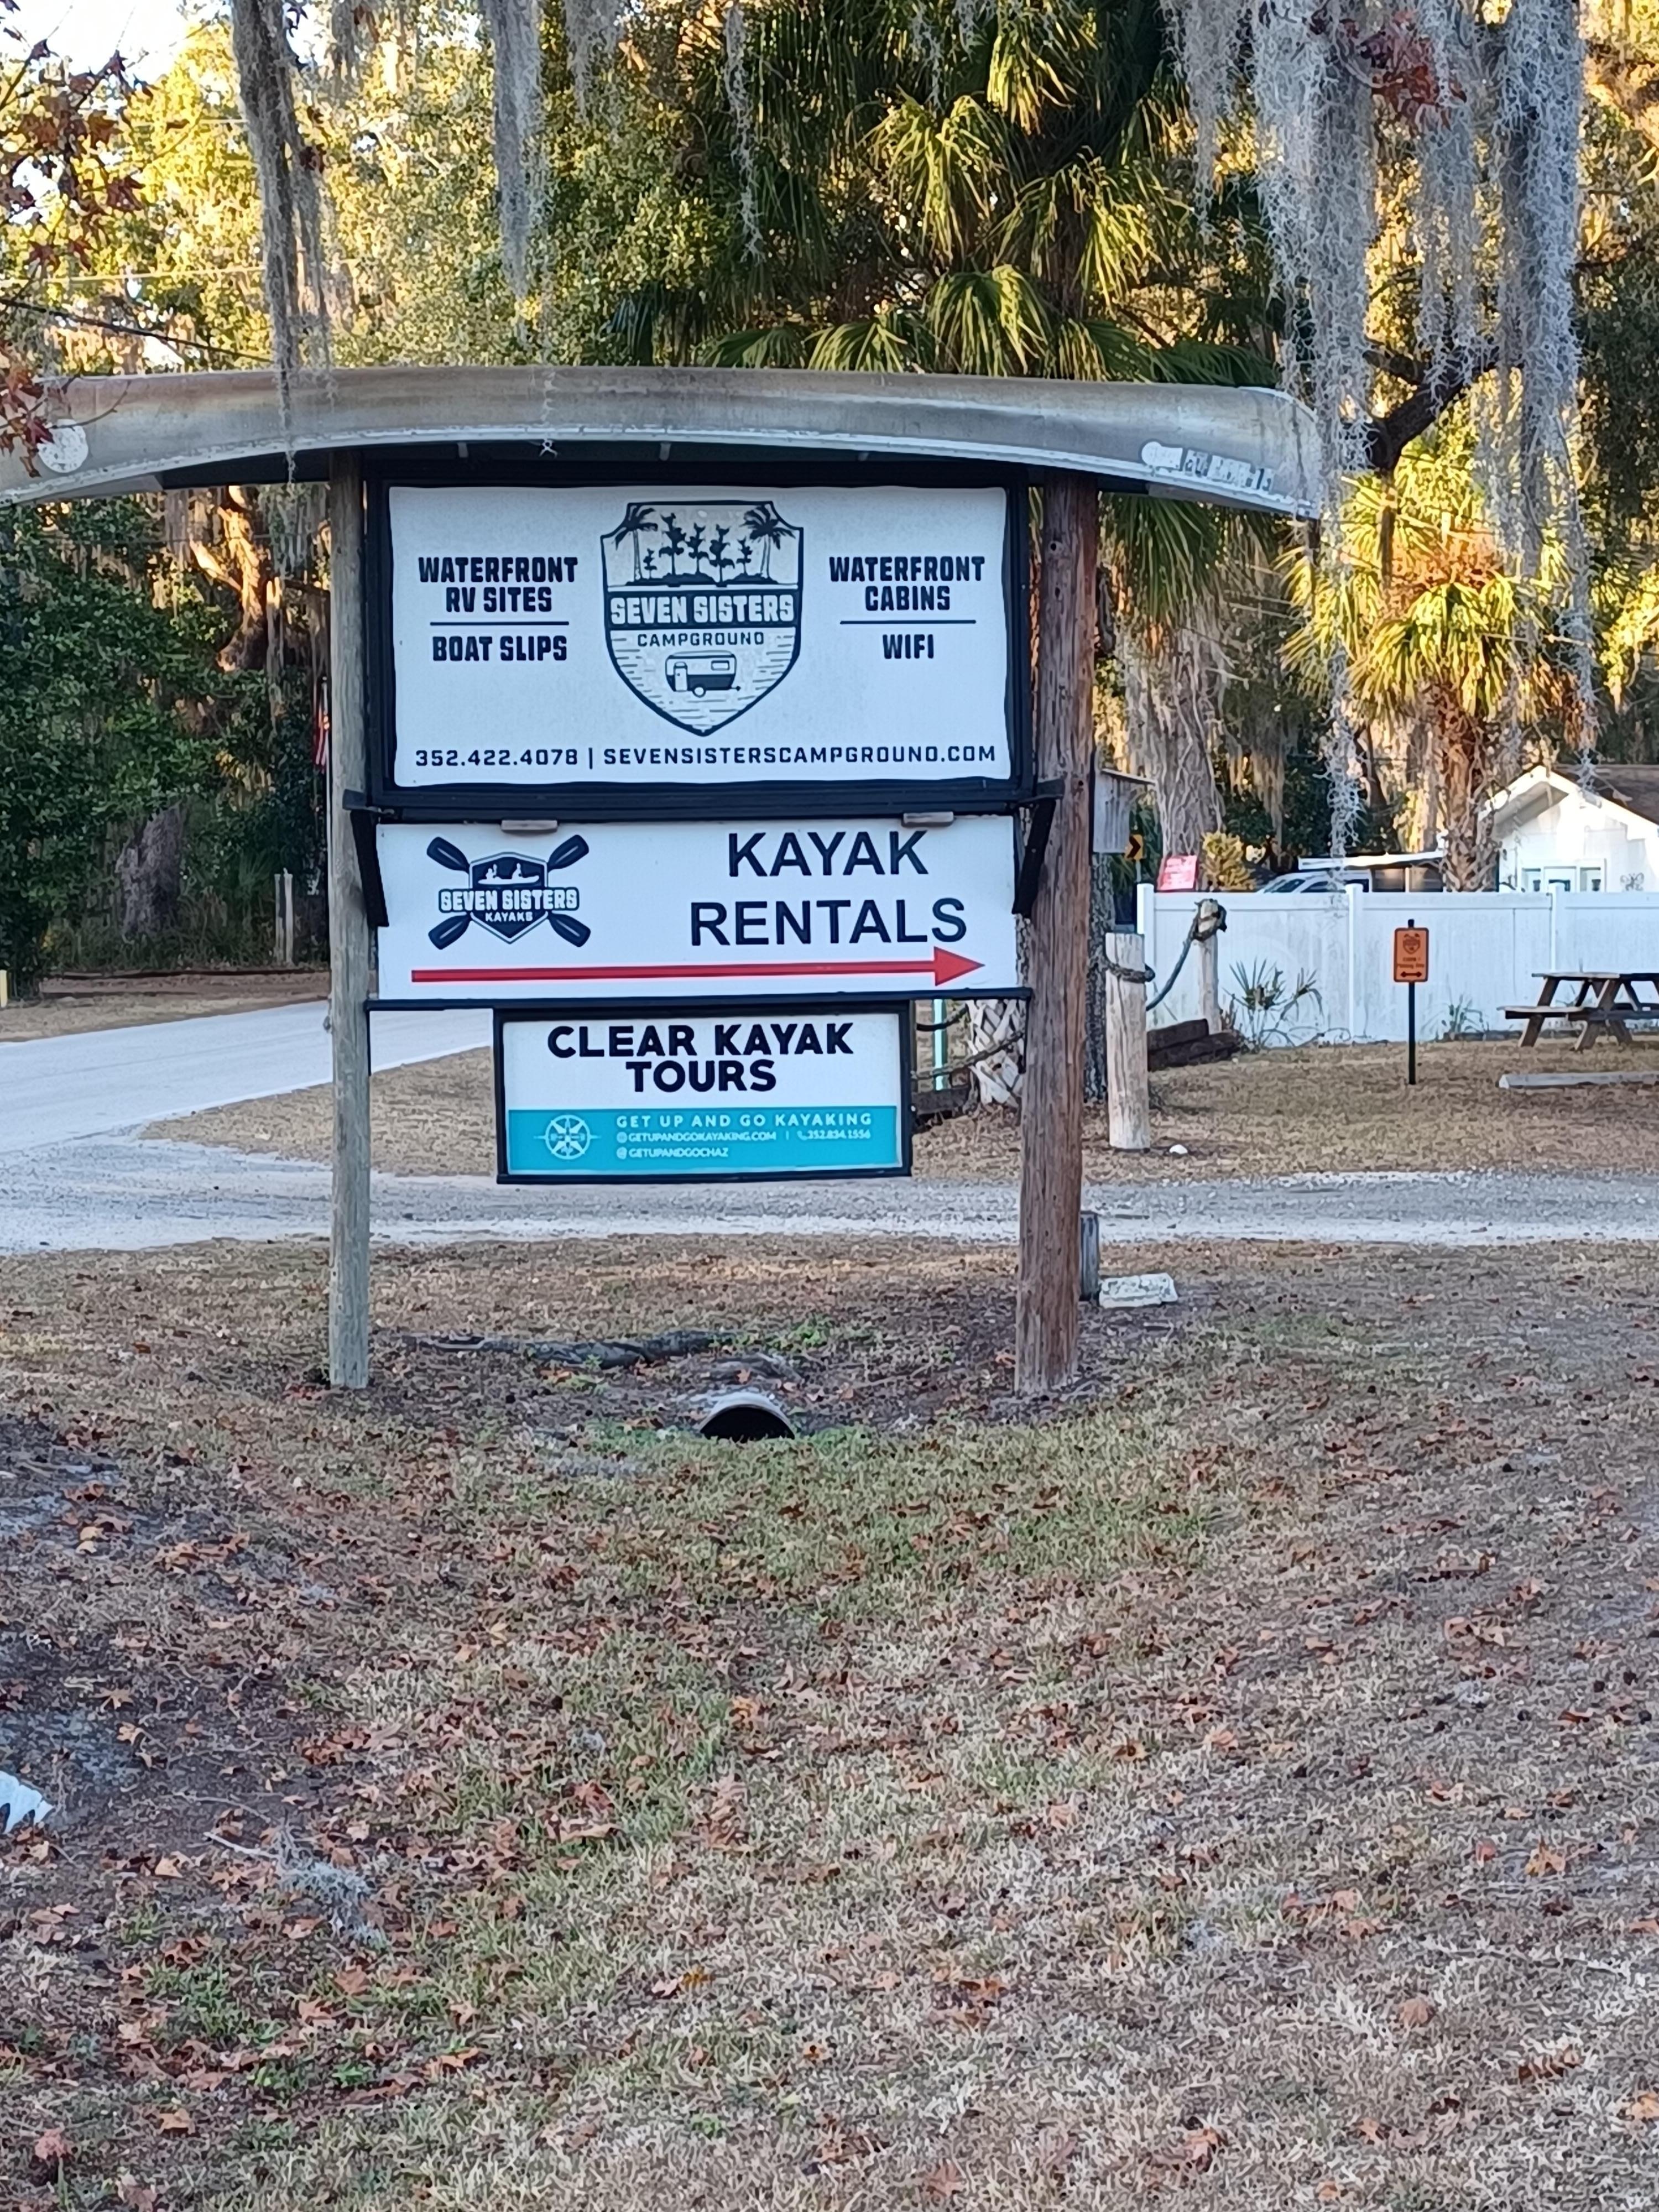 WATERFRONT
RV SITES
BOAT SLIPS
SEVEN SISTERS
CAMPGROUND
WATERFRONT
CABINS
WIFI
352.422.4078 | SEVENSISTERSCAMPGROUND.COM
SEVEN SISTERS
KAYAKS
KAYAK
RENTALS
CLEAR KAYAK
TOURS
GET UP AND GO KAYAKING
GETUPANDGOKAYAKING.COM | 352.834.1556
@GETUPANDGOCHAZ